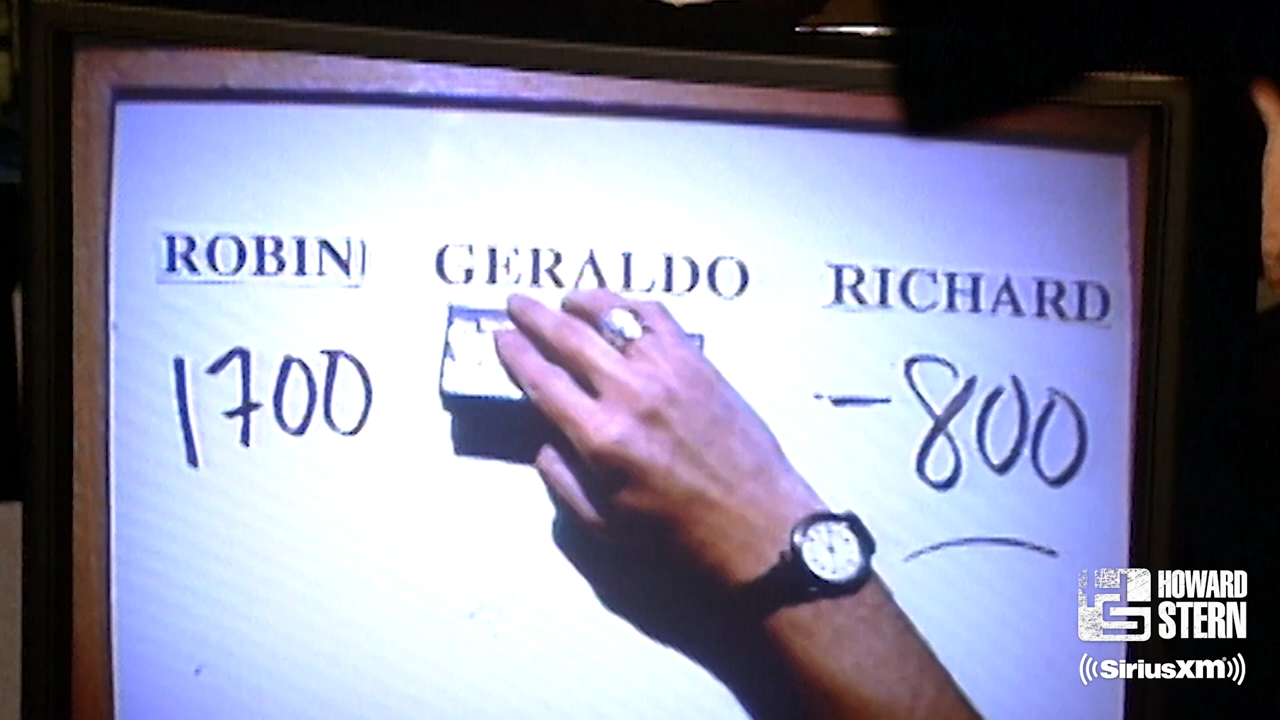 ROBIN
GERALDO
RICHARD
1700
-800
HOWARD
STERN
((SiriusXM))